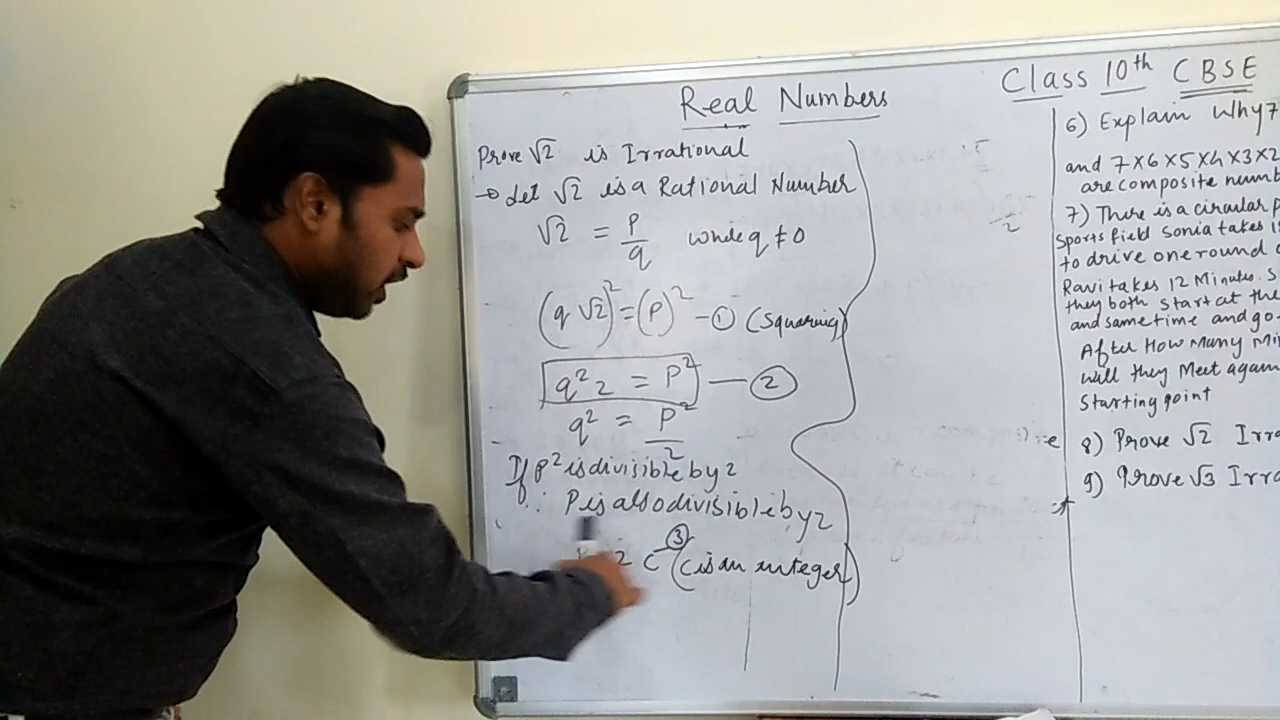 Real Numbers
Class 10th CBSE
Prove √2 is Irrational
→ Let √2 is a Rational Number
√2 = P/q while q ≠ 0
(q √2)² = (P)² - ① (Squaring)
q² 2 = P² — ②
q² = P²/2
If P² is divisible by 2
∴ P is also divisible by 2
2 C ③ (C is an integer)
6) Explain Why 7
and 7×6×5×4×3×2
are composite numb
7) There is a circular p
Sports field Sonia takes 1
to drive one round
Ravi takes 12 Minutes. S
they both start at the
and same time and go
After How Many Mi
will they Meet again
Starting point
8) Prove √2 Irra
9) Prove √3 Irra